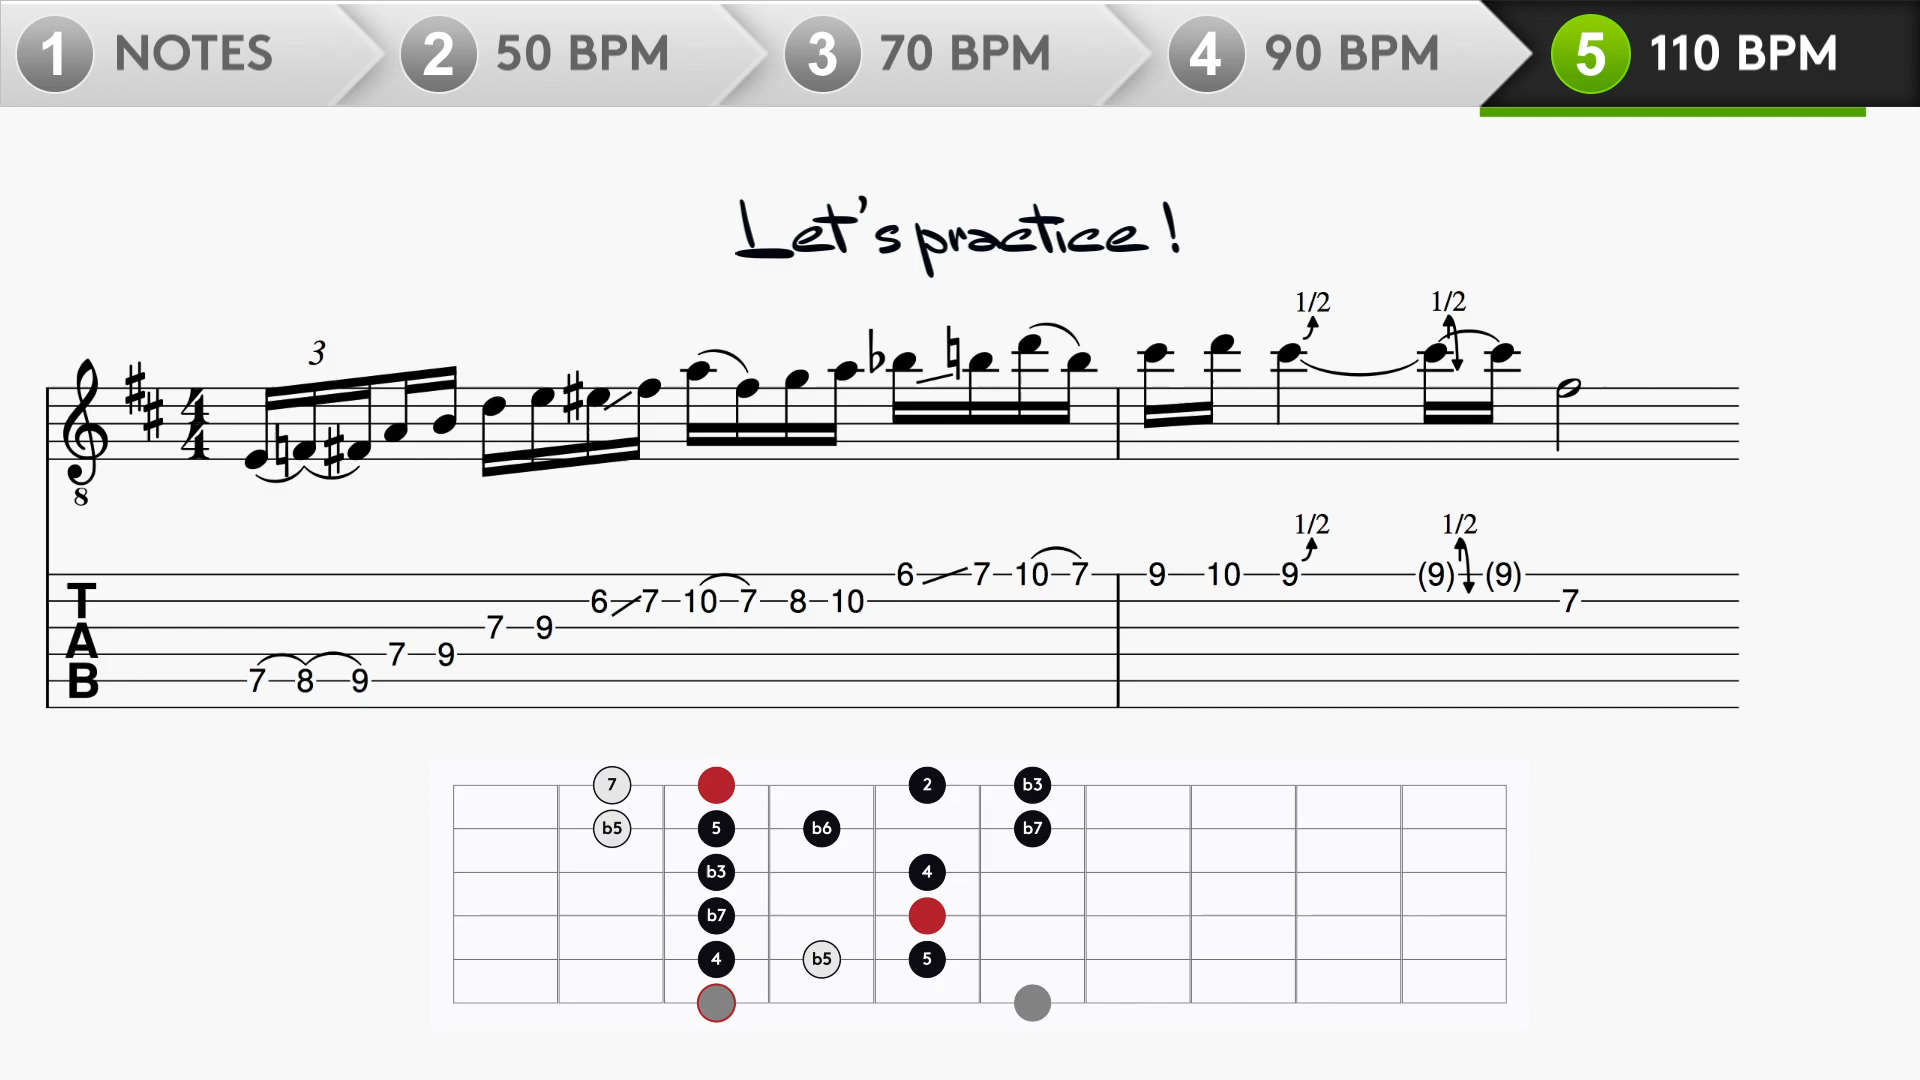 1 NOTES 2 50 BPM 3 70 BPM 4 90 BPM 5 110 BPM
Let's practice !
1/2 1/2
3
4
4
8
1/2 1/2
6 7 10 7 9 10 9 (9) (9)
T 6 7 10 7 8 10 7
A 7 9
7 9
B 7 8 9
7 2 b3
b5 5 b6 b7
b3 4
b7
4 b5 5